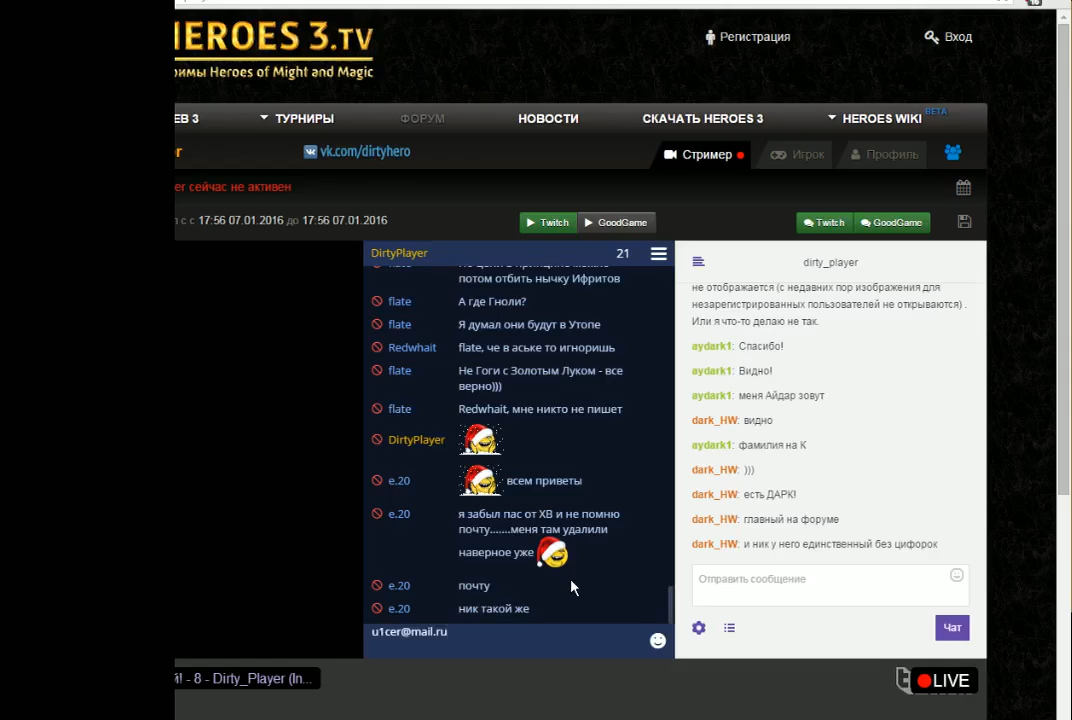 HEROES 3.TV
римы Heroes of Might and Magic
Регистрация
Вход
ЕВ 3
ТУРНИРЫ
ФОРУМ
НОВОСТИ
СКАЧАТЬ HEROES 3
HEROES WIKI
BETA
er
vk.com/dirtyhero
Стример
Игрок
Профиль
er сейчас не активен
л с с 17:56 07.01.2016 до 17:56 07.01.2016
Twitch
GoodGame
Twitch
GoodGame
DirtyPlayer
21
потом отбить нычку Ифритов
flate А где Гноли?
flate Я думал они будут в Утопе
Redwhait flate, че в аське то игноришь
flate Не Гоги с Золотым Луком - все
верно)))
flate Redwhait, мне никто не пишет
DirtyPlayer
e.20 всем приветы
e.20 я забыл пас от ХВ и не помню
почту.......меня там удалили
наверное уже
e.20 почту
e.20 ник такой же
u1cer@mail.ru
dirty_player
не отображается (с недавних пор изображения для
незарегистрированных пользователей не открываются) .
Или я что-то делаю не так.
aydark1: Спасибо!
aydark1: Видно!
aydark1: меня Айдар зовут
dark_HW: видно
aydark1: фамилия на К
dark_HW: )))
dark_HW: есть ДАРК!
dark_HW: главный на форуме
dark_HW: и ник у него единственный без цифорок
Отправить сообщение
Чат
й! - 8 - Dirty_Player (In...
LIVE